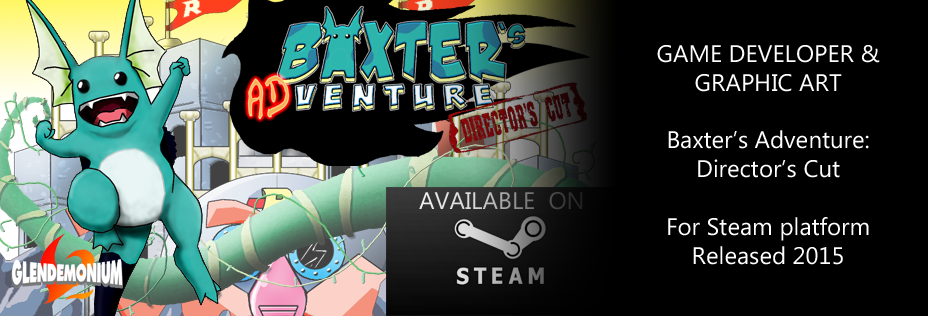 R
R
BAXTER's
ADVENTURE
DIRECTOR'S CUT
GLENDEMONIUM
AVAILABLE ON
STEAM
GAME DEVELOPER &
GRAPHIC ART
Baxter's Adventure:
Director's Cut
For Steam platform
Released 2015